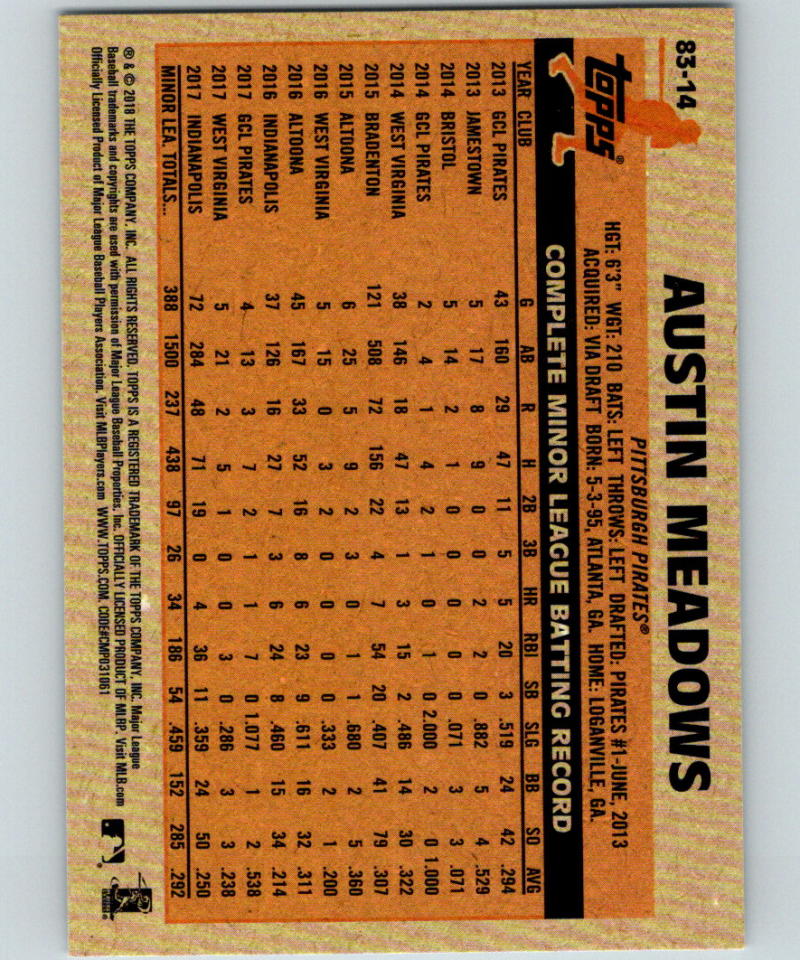 83-14
AUSTIN MEADOWS
PITTSBURGH PIRATES®
topps®
HGT: 6'3" WGT: 210 BATS: LEFT THROWS: LEFT DRAFTED: PIRATES #1-JUNE, 2013
ACQUIRED: VIA DRAFT BORN: 5-3-95, ATLANTA, GA. HOME: LOGANVILLE, GA.
COMPLETE MINOR LEAGUE BATTING RECORD
YEAR CLUB G AB R H 2B 3B HR RBI SB SLG BB SO AVG
2013 GCL PIRATES 43 160 29 47 11 5 5 20 3 .519 24 42 .294
2013 JAMESTOWN 5 17 8 9 0 0 2 2 0 .882 5 4 .529
2014 BRISTOL 5 14 2 1 0 0 0 0 0 .071 3 3 .071
2014 GCL PIRATES 2 4 1 4 2 1 0 1 0 2.000 2 0 1.000
2014 WEST VIRGINIA 38 146 18 47 13 1 3 15 2 .486 14 30 .322
2015 BRADENTON 121 508 72 156 22 4 7 54 20 .407 41 79 .307
2015 ALTOONA 6 25 5 9 2 3 0 1 1 .680 2 5 .360
2016 WEST VIRGINIA 5 15 0 3 2 0 0 0 0 .333 2 1 .200
2016 ALTOONA 45 167 33 52 16 8 6 23 9 .611 16 32 .311
2016 INDIANAPOLIS 37 126 16 27 7 3 6 24 8 .460 15 34 .214
2017 GCL PIRATES 4 13 3 7 2 1 1 7 0 1.077 1 2 .538
2017 WEST VIRGINIA 5 21 2 5 1 0 0 3 0 .286 3 3 .238
2017 INDIANAPOLIS 72 284 48 71 19 0 4 36 11 .359 24 50 .250
MINOR LEA. TOTALS... 388 1500 237 438 97 26 34 186 54 .459 152 285 .292
® & © 2018 THE TOPPS COMPANY, INC. ALL RIGHTS RESERVED. TOPPS IS A REGISTERED TRADEMARK OF THE TOPPS COMPANY, INC. Major League
Baseball trademarks and copyrights are used with permission of Major League Baseball Properties, Inc. OFFICIALLY LICENSED PRODUCT OF MLBP. Visit MLB.com
Officially Licensed Product of Major League Baseball Players Association. Visit MLBPlayers.com WWW.TOPPS.COM. CODE#CMP031061